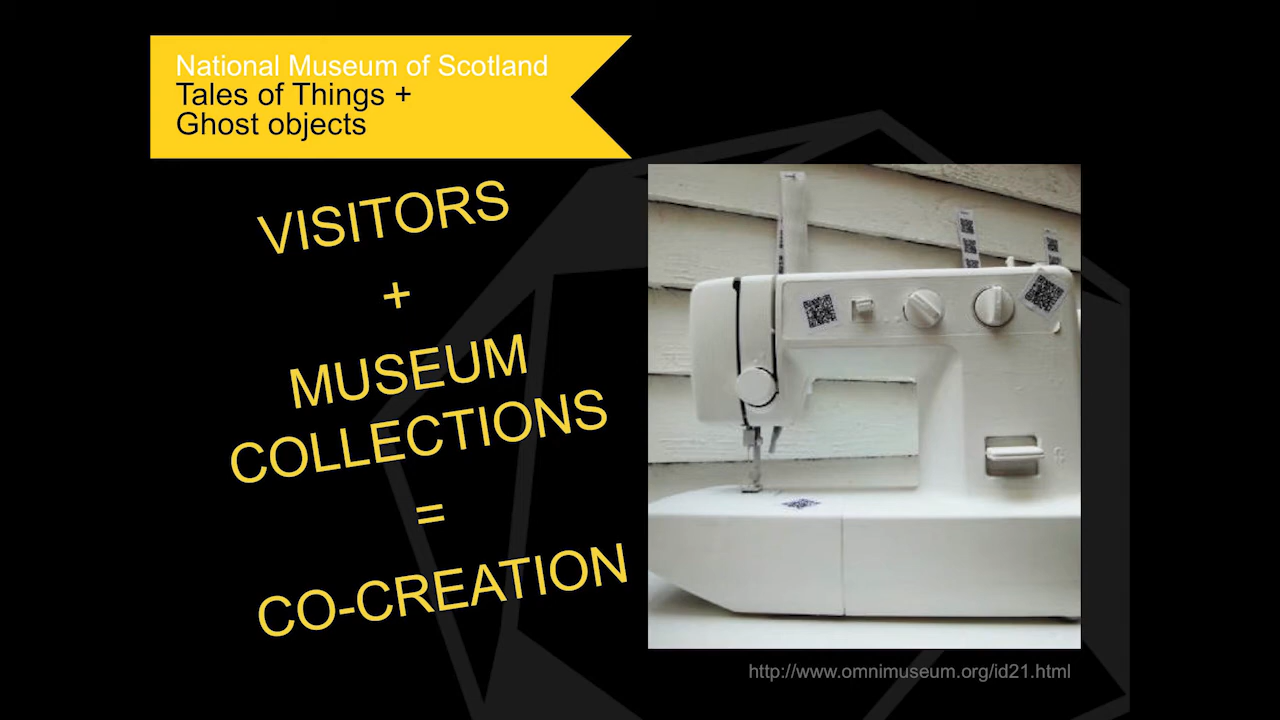 National Museum of Scotland
Tales of Things +
Ghost objects
VISITORS
+
MUSEUM
COLLECTIONS
=
CO-CREATION
http://www.omnimuseum.org/id21.html